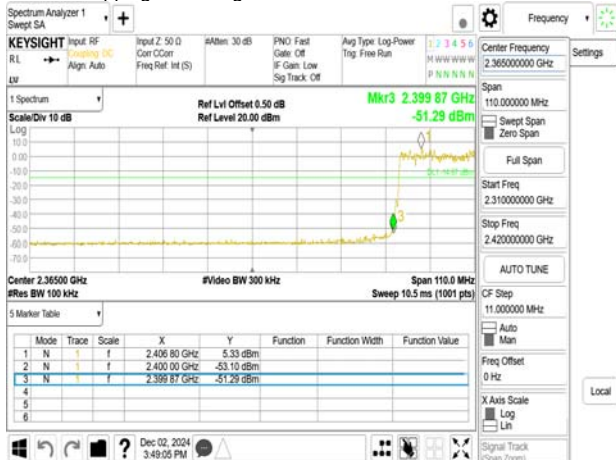 Spectrum Analyzer 1
Swept SA
Frequency
KEYSIGHT
Input: RF
Coupling: DC
Align: Auto
Input Z: 50 Ω
Corr CCorr
Freq Ref: Int (S)
#Atten: 30 dB
PNO: Fast
Gate: Off
IF Gain: Low
Sig Track: Off
Avg Type: Log-Power
Trig: Free Run
1 2 3 4 5 6
M W W W W W
P N N N N N
RL
Center Frequency
2.365000000 GHz
Settings
Span
110.000000 MHz
Swept Span
Zero Span
Full Span
Start Freq
2.310000000 GHz
Stop Freq
2.420000000 GHz
AUTO TUNE
CF Step
11.000000 MHz
Auto
Man
Freq Offset
0 Hz
X Axis Scale
Log
Lin
Local
Signal Track
(Span Zoom)
1 Spectrum
Scale/Div 10 dB
Ref Lvl Offset 0.50 dB
Ref Level 20.00 dBm
Mkr3 2.399 87 GHz
-51.29 dBm
Log
10.0
0.00
-10.0
-20.0
-30.0
-40.0
-50.0
-60.0
-70.0
1
3
Center 2.36500 GHz
#Video BW 300 kHz
Span 110.0 MHz
#Res BW 100 kHz
Sweep 10.5 ms (1001 pts)
5 Marker Table
Mode Trace Scale X Y Function Function Width Function Value
1 N 1 f 2.406 80 GHz 5.33 dBm
2 N 1 f 2.400 00 GHz -53.10 dBm
3 N 1 f 2.399 87 GHz -51.29 dBm
4
5
6
?
Dec 02, 2024
3:49:05 PM